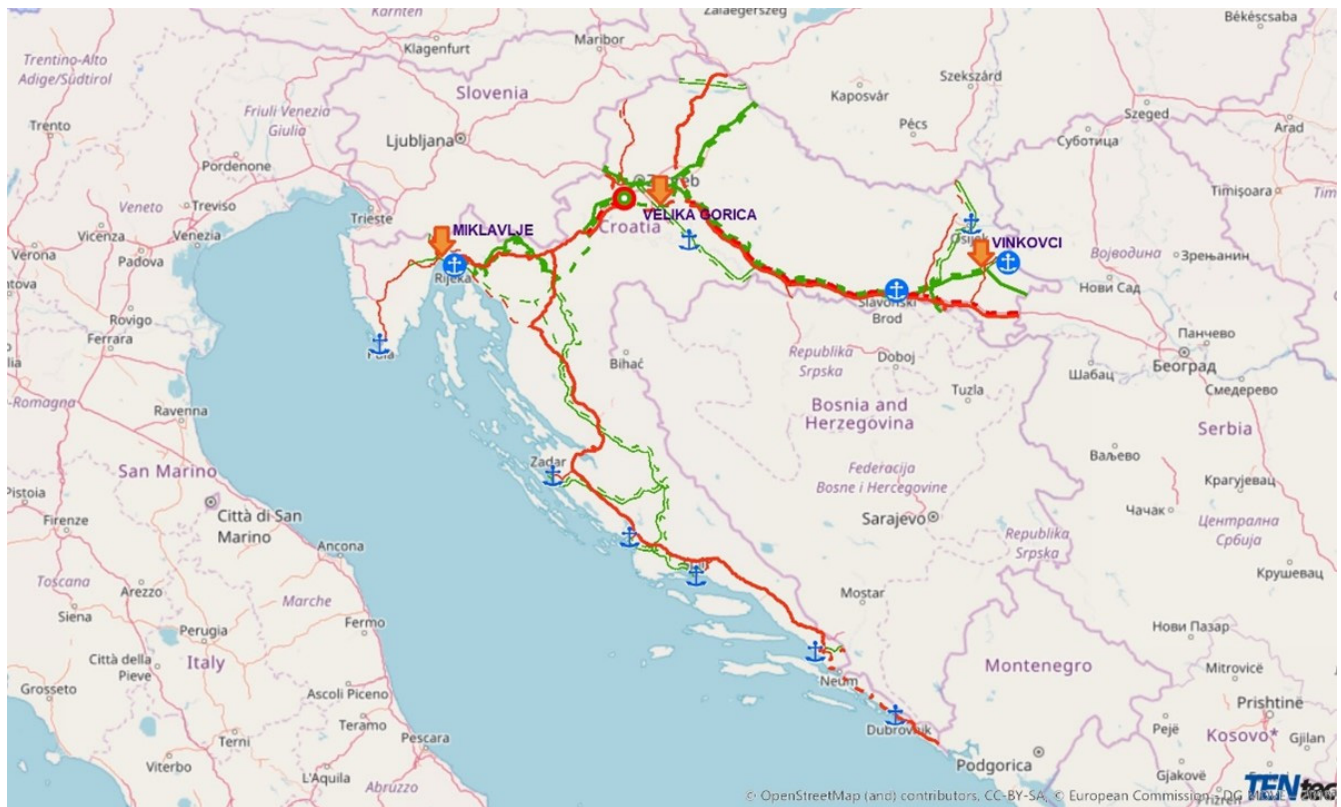 Zalaegerszeg
Kärnten
Klagenfurt
Maribor
Békéscsaba
Trentino-Alto
Adige/Südtirol
Szekszárd
Slovenia
Kaposvár
Friuli Venezia
Giulia
Szeged
Trento
Ljubljana
Pécs
Суботица
Arad
Pordenone
Timișoara
Veneto
Treviso
Trieste
VELIKA GORICA
Vicenza
Venezia
Croatia
MIKLAVLJE
VINKOVCI
Verona
Padova
Војводина
Зрењанин
Rijeka
Нови Сад
Slavonski
Brod
Rovigo
Ferrara
Панчево
Republika
Srpska
Doboj
Bihać
Београд
Шабац
Tuzla
Смедерево
-Romagna
Ravenna
Bosnia and
Herzegovina
Serbia
San Marino
Zadar
Ваљево
Federacija
Bosne i Hercegovine
Крагујевац
Pistoia
Città di San
Marino
Чачак
Sarajevo
Централна
Србија
Firenze
Republika
Srpska
Ancona
Toscana
Arezzo
Крушевац
Siena
Marche
Mostar
Fermo
Perugia
Нови Пазар
Città della
Pieve
Italy
Montenegro
Mitrovicë
Neum
Grosseto
Ascoli Piceno
Prishtinë
Teramo
Dubrovnik
Pejë
Kosovo*
Gjilan
Terni
Pescara
Podgorica
Viterbo
L'Aquila
Gjakovë
Abruzzo
TENtec
© OpenStreetMap (and) contributors, CC-BY-SA, © European Commission